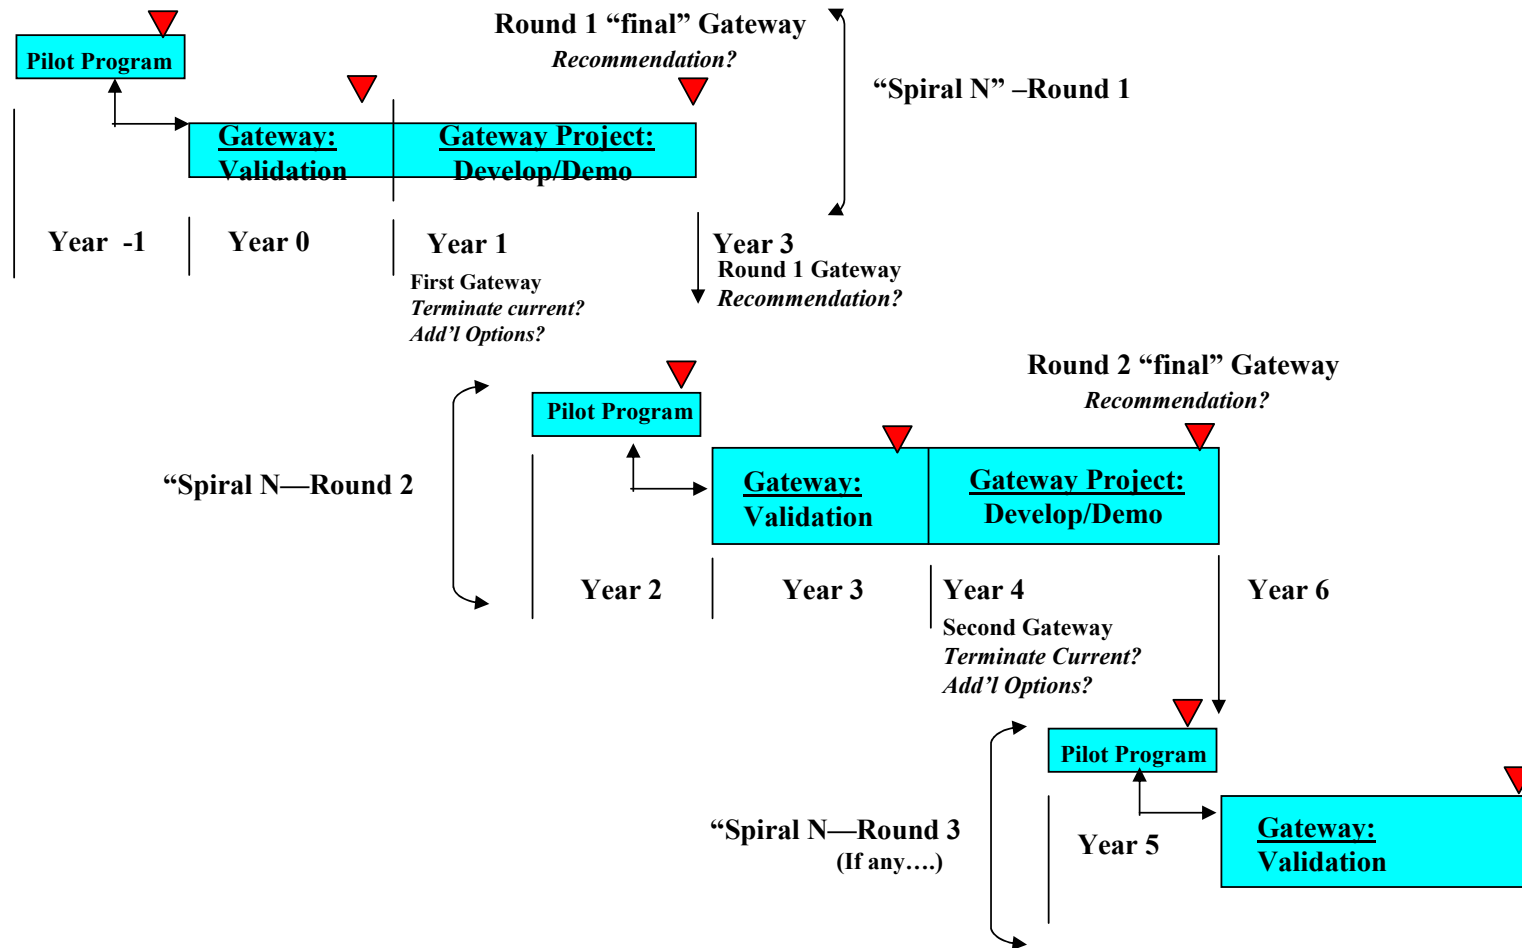 Round 1 “final” Gateway
Recommendation?
Pilot Program
“Spiral N” –Round 1
Gateway:
Validation
Gateway Project:
Develop/Demo
Year -1
Year 0
Year 1
First Gateway
Terminate current?
Add’l Options?
Year 3
Round 1 Gateway
Recommendation?
Round 2 “final” Gateway
Recommendation?
Pilot Program
“Spiral N—Round 2
Gateway:
Validation
Gateway Project:
Develop/Demo
Year 2
Year 3
Year 4
Second Gateway
Terminate Current?
Add’l Options?
Year 6
Pilot Program
“Spiral N—Round 3
(If any….)
Year 5
Gateway:
Validation